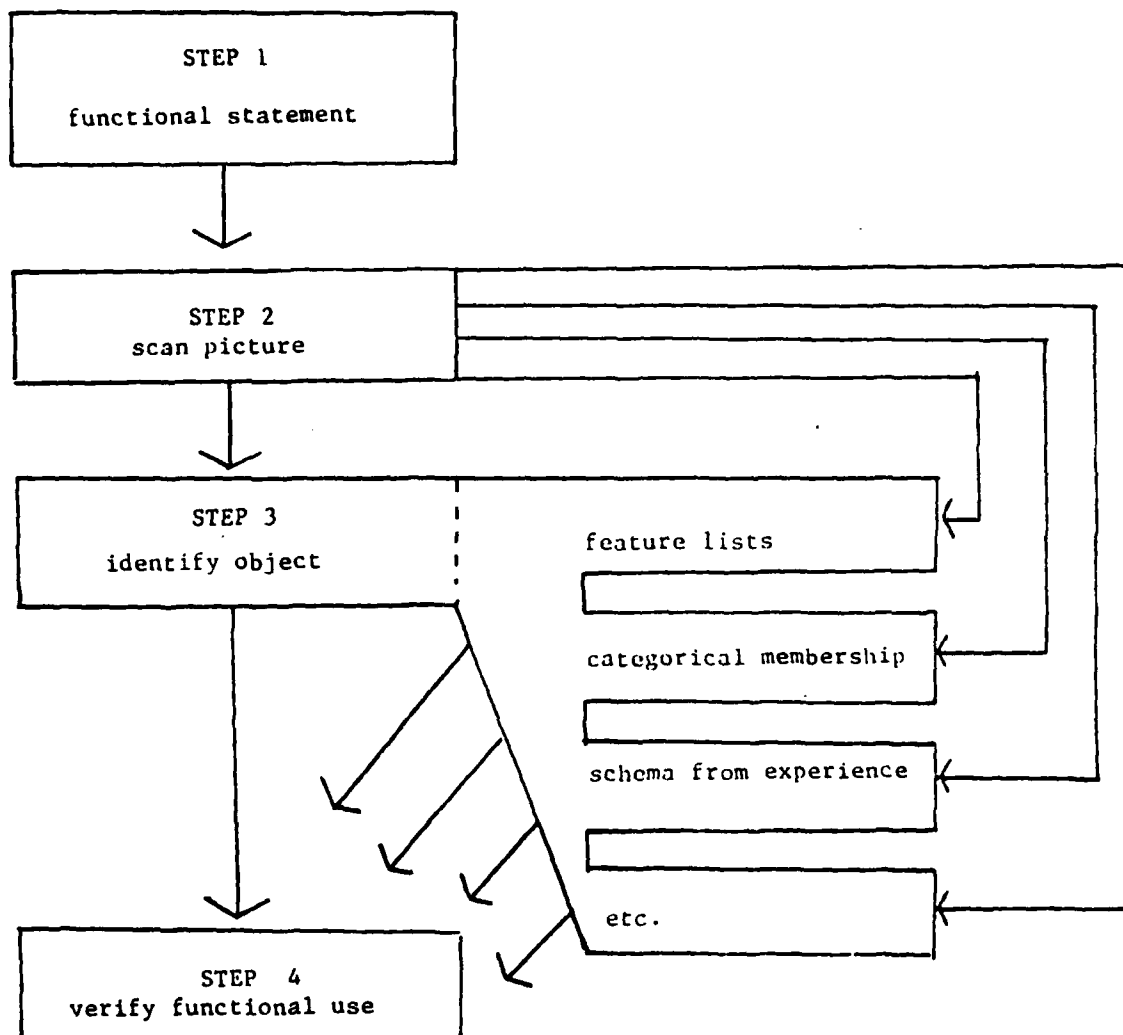 STEP 1
functional statement
STEP 2
scan picture
STEP 3
identify object
feature lists
categorical membership
schema from experience
etc.
STEP 4
verify functional use